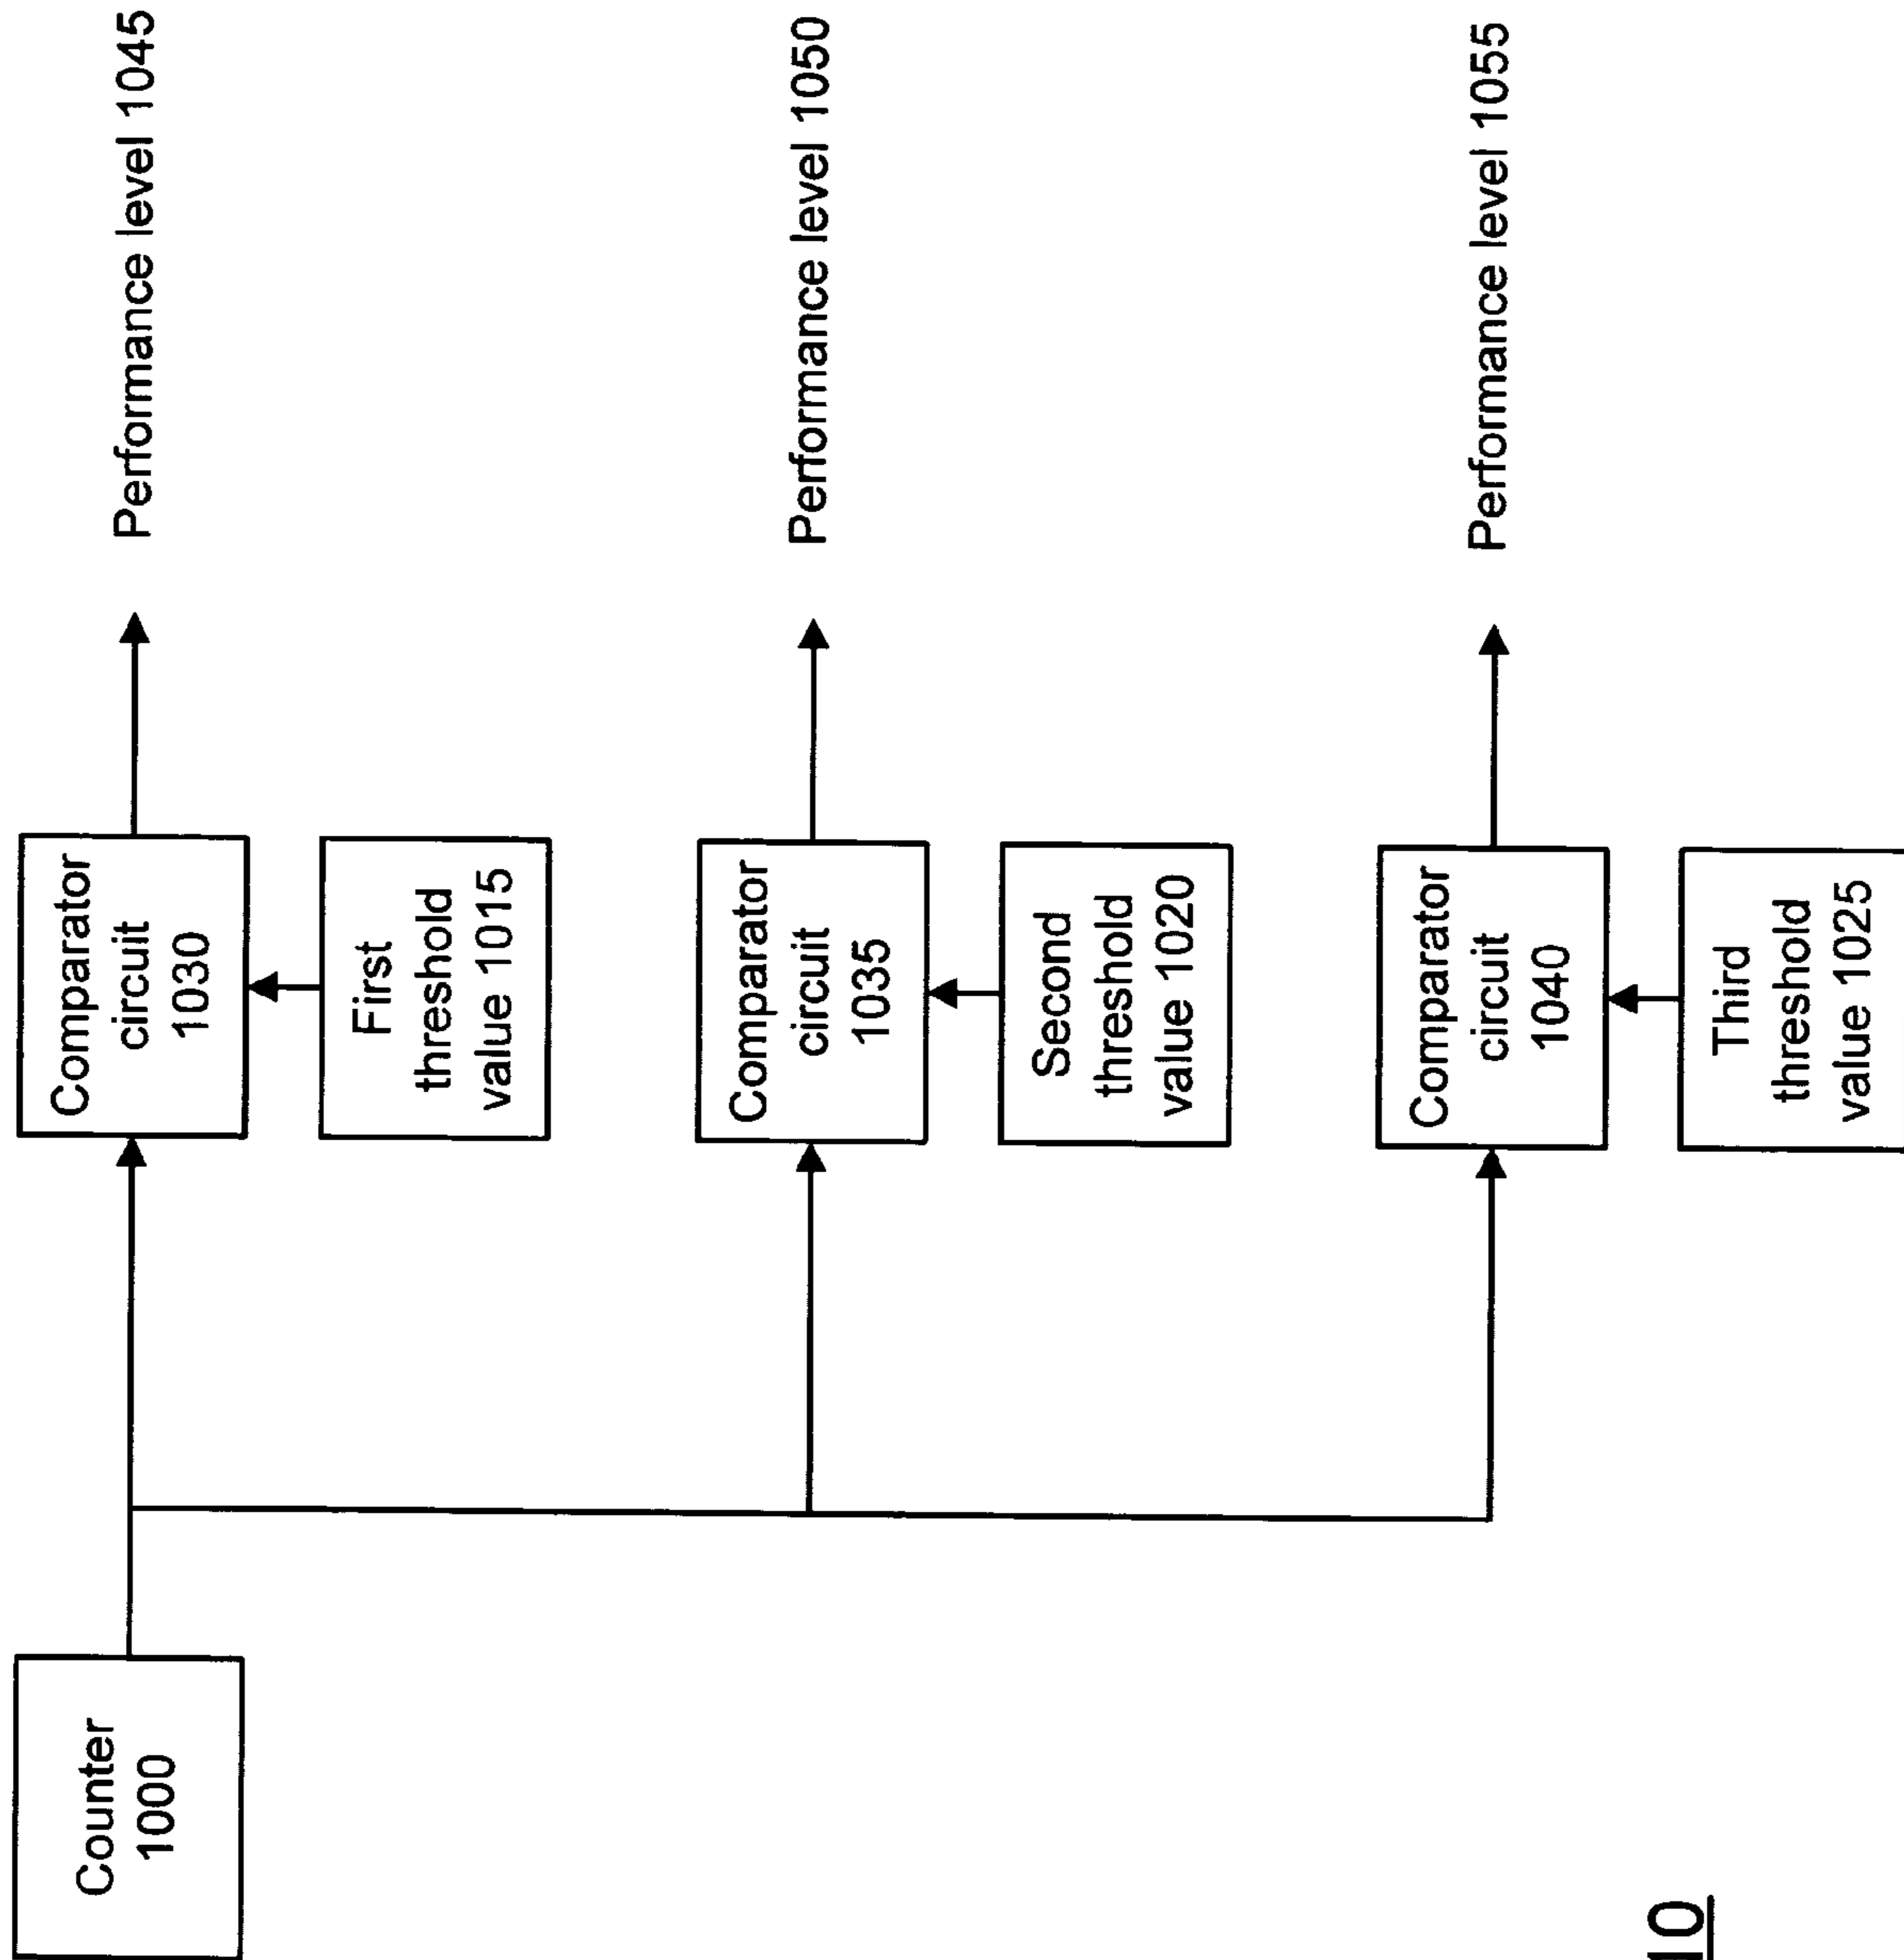 Counter
1000
Comparator
circuit
1030
First
threshold
value 1015
Performance level 1045
Comparator
circuit
1035
Second
threshold
value 1020
Performance level 1050
Comparator
circuit
1040
Third
threshold
value 1025
Performance level 1055
10